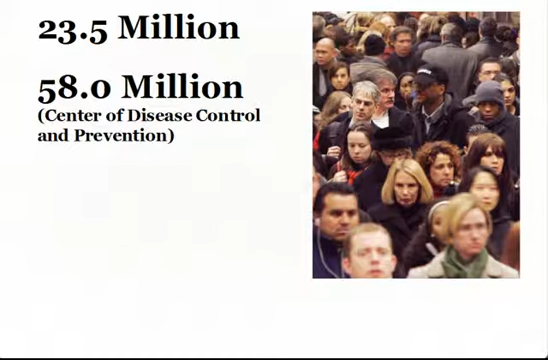 23.5 Million
58.0 Million
(Center of Disease Control
and Prevention)